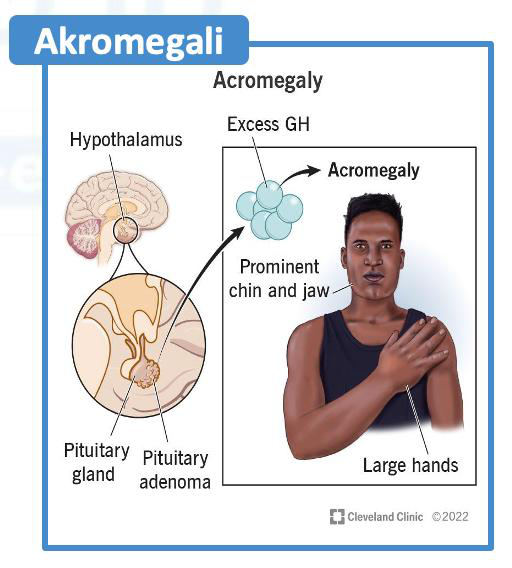 Akromegali
Acromegaly
Excess GH
Hypothalamus
Acromegaly
Prominent
chin and jaw
Pituitary
gland
Pituitary
adenoma
Large hands
Cleveland Clinic ©2022